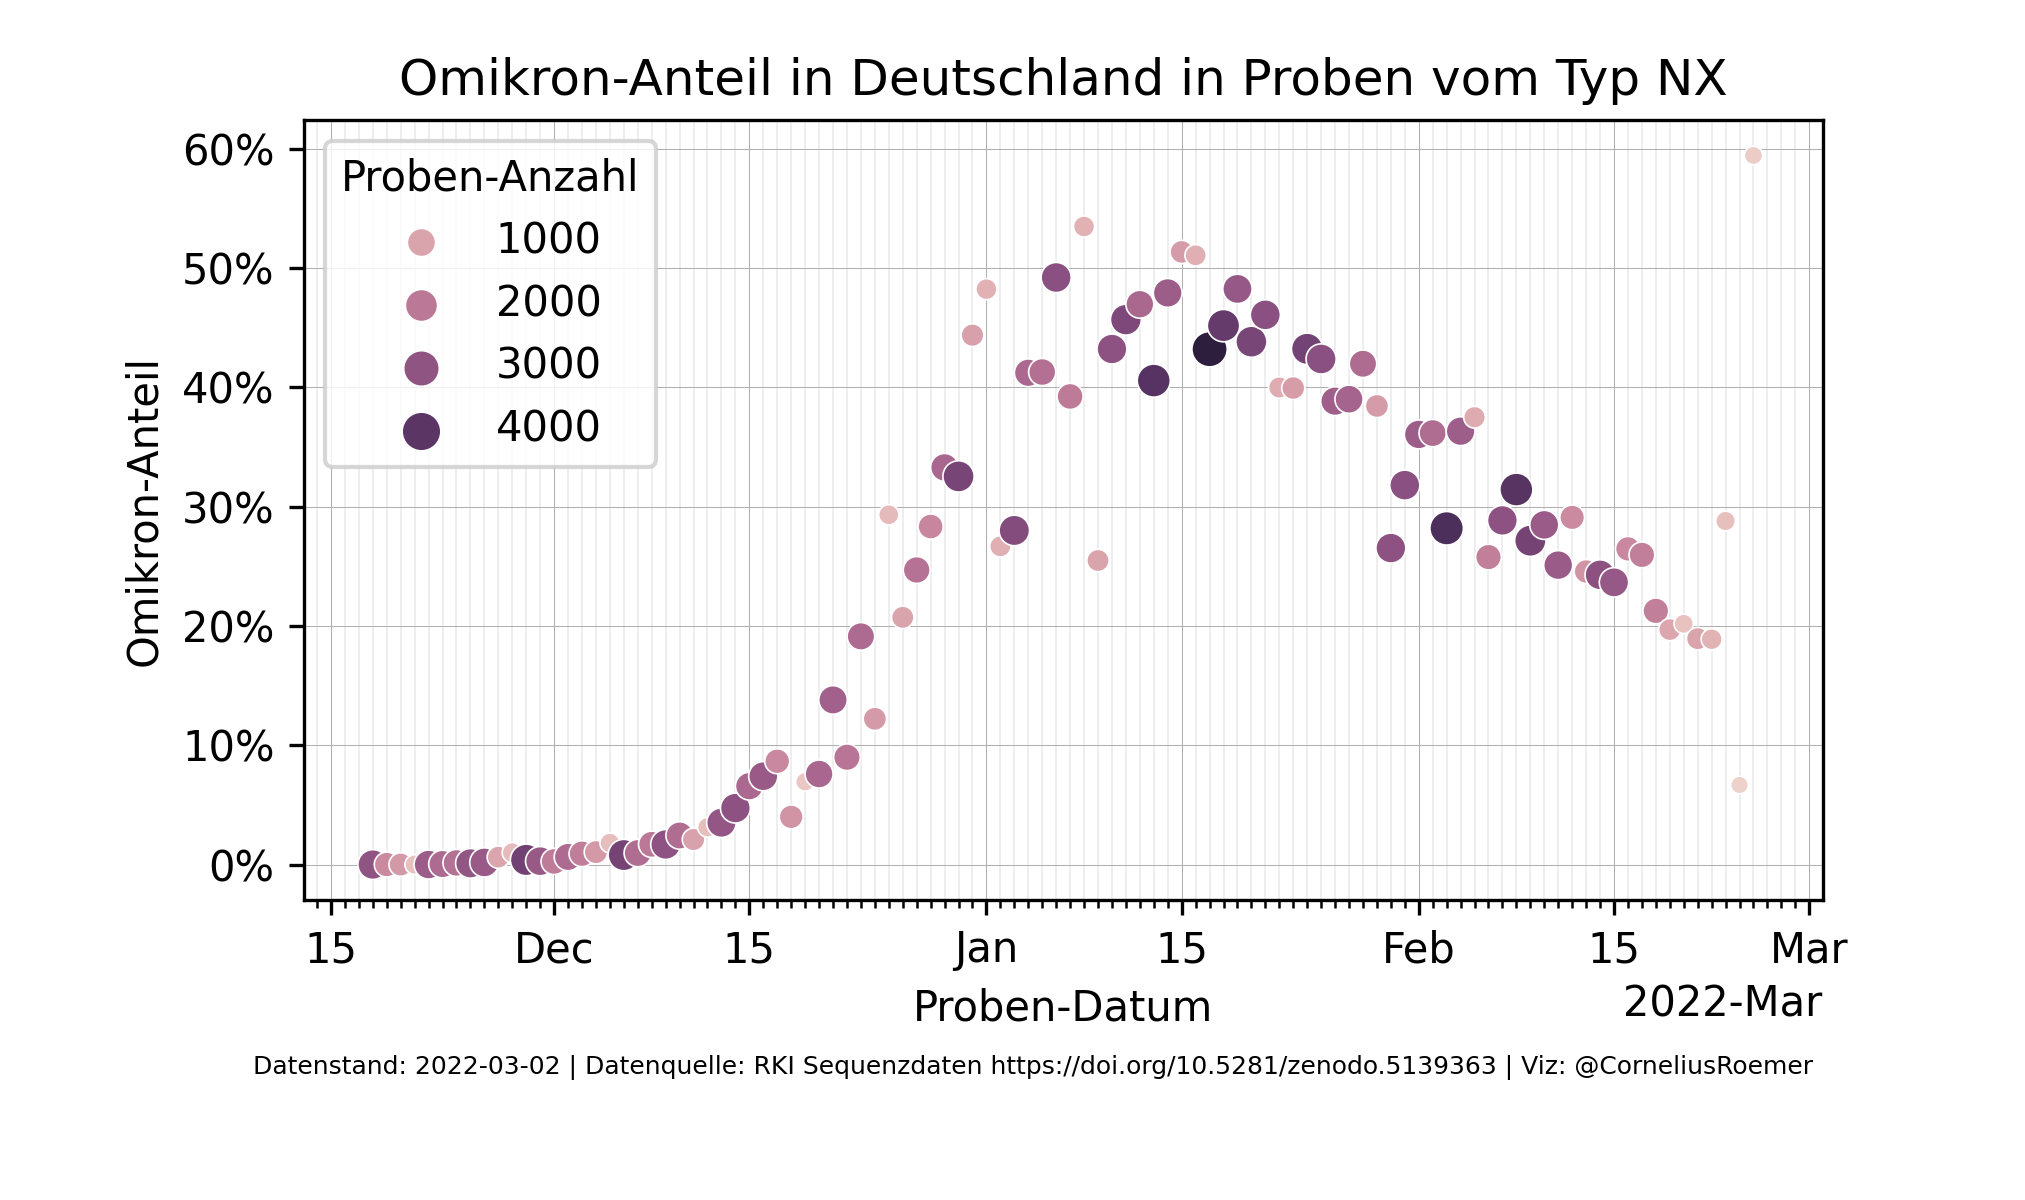 Omikron-Anteil in Deutschland in Proben vom Typ NX
Proben-Anzahl
1000
2000
3000
4000
60%
50%
40%
30%
20%
10%
0%
Omikron-Anteil
15 Dec 15 Jan 15 Feb 15 Mar
2022-Mar
Proben-Datum
Datenstand: 2022-03-02 | Datenquelle: RKI Sequenzdaten https://doi.org/10.5281/zenodo.5139363 | Viz: @CorneliusRoemer